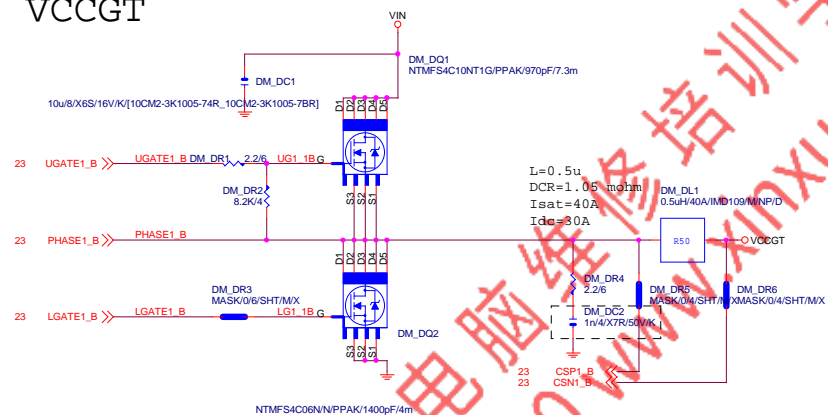 VCCGT
VIN
DM_DQ1
NTMFS4C10NT1G/PPAK/970pF/7.3m
DM_DC1
10u/8/X6S/16V/K/[10CM2-3K1005-74R_10CM2-3K1005-7BR]
D1 D2 D3 D4 D5
23 UGATE1_B UGATE1_B DM_DR1 2.2/6 UG1_1B G
DM_DR2
8.2K/4
S3 S2 S1
L=0.5u
DCR=1.05 mohm
Isat=40A
Idc=30A
DM_DL1
0.5uH/40A/IMD109/M/NP/D
R50
VCCGT
23 PHASE1_B PHASE1_B
D1 D2 D3 D4 D5
DM_DR3
MASK/0/6/SHT/M/X
23 LGATE1_B LGATE1_B LG1_1B G
DM_DQ2
S3 S2 S1
DM_DR4
2.2/6
DM_DC2
1n/4/X7R/50V/K
DM_DR5
MASK/0/4/SHT/M/X
DM_DR6
MASK/0/4/SHT/M/X
23 CSP1_B
23 CSN1_B
NTMFS4C06N/N/PPAK/1400pF/4m
电脑维修培训
www.xinxu